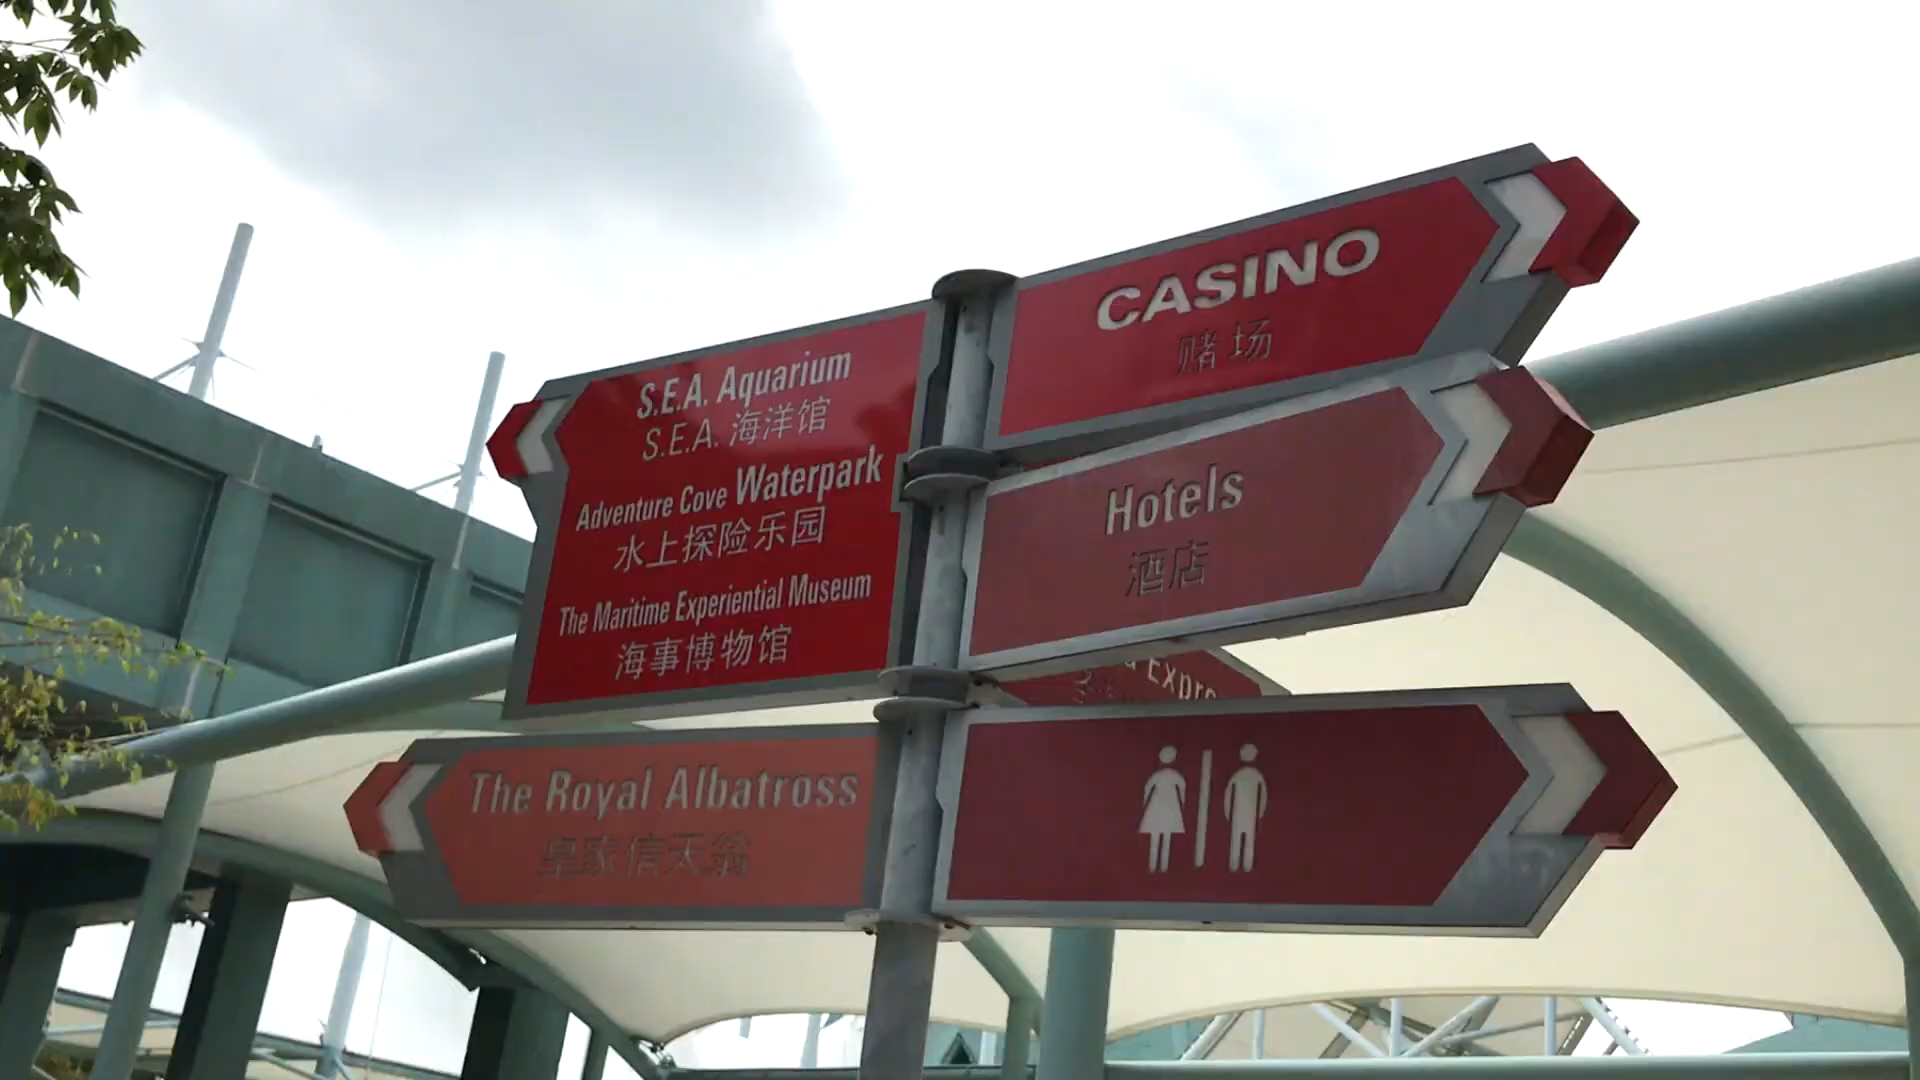 S.E.A. Aquarium
S.E.A. 海洋馆
Adventure Cove Waterpark
水上探险乐园
The Maritime Experiential Museum
海事博物馆
The Royal Albatross
皇家信天翁
CASINO
赌场
Hotels
酒店